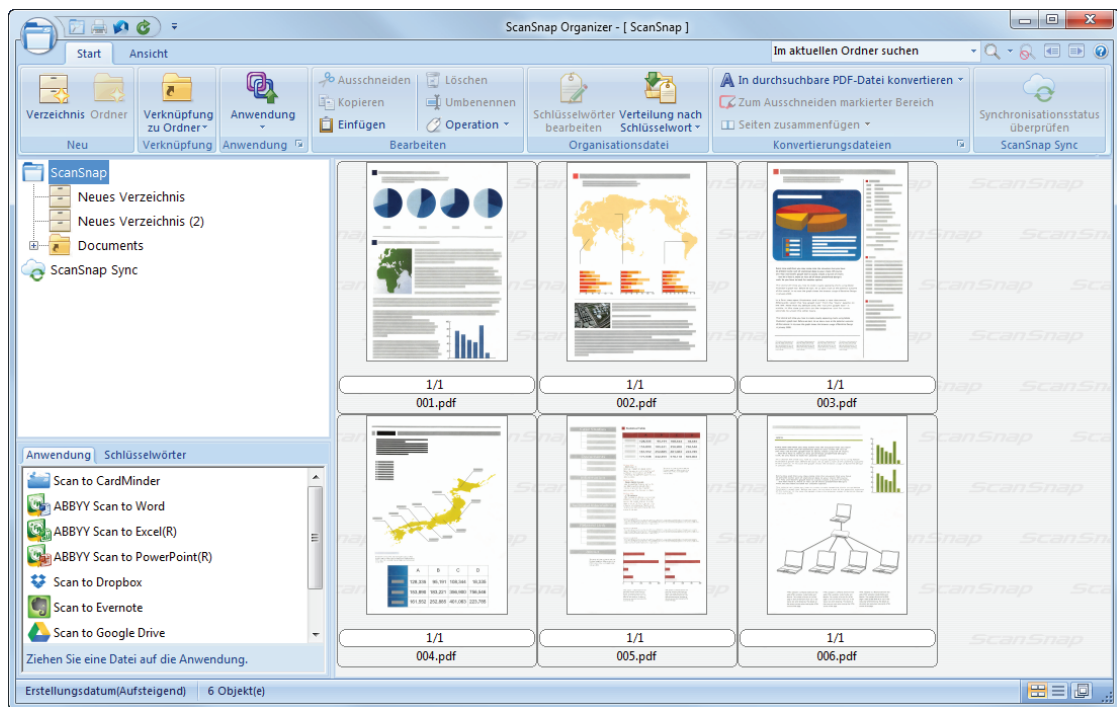 ScanSnap Organizer - [ ScanSnap ]
Start Ansicht
Im aktuellen Ordner suchen
Verzeichnis Ordner
Neu
Verknüpfung
zu Ordner
Verknüpfung
Anwendung
Anwendung
Ausschneiden
Kopieren
Einfügen
Löschen
Umbenennen
Operation
Bearbeiten
Schlüsselwörter
bearbeiten
Verteilung nach
Schlüsselwort
Organisationsdatei
In durchsuchbare PDF-Datei konvertieren
Zum Ausschneiden markierter Bereich
Seiten zusammenfügen
Konvertierungsdateien
Synchronisationsstatus
überprüfen
ScanSnap Sync
ScanSnap
Neues Verzeichnis
Neues Verzeichnis (2)
Documents
ScanSnap Sync
1/1
001.pdf
1/1
002.pdf
1/1
003.pdf
A B C D
1/1
004.pdf
1/1
005.pdf
1/1
006.pdf
ScanSnap
Anwendung Schlüsselwörter
Scan to CardMinder
ABBYY Scan to Word
ABBYY Scan to Excel(R)
ABBYY Scan to PowerPoint(R)
Scan to Dropbox
Scan to Evernote
Scan to Google Drive
Ziehen Sie eine Datei auf die Anwendung.
Erstellungsdatum(Aufsteigend) 6 Objekt(e)